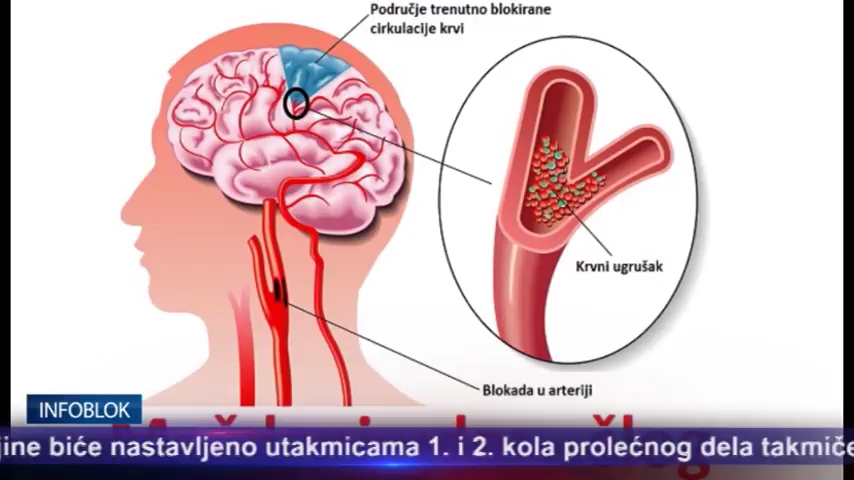 Područje trenutno blokirane
cirkulacije krvi
Krvni ugrušak
Blokada u arteriji
INFOBLOK
jine biće nastavljeno utakmicama 1. i 2. kola prolećnog dela takmiče